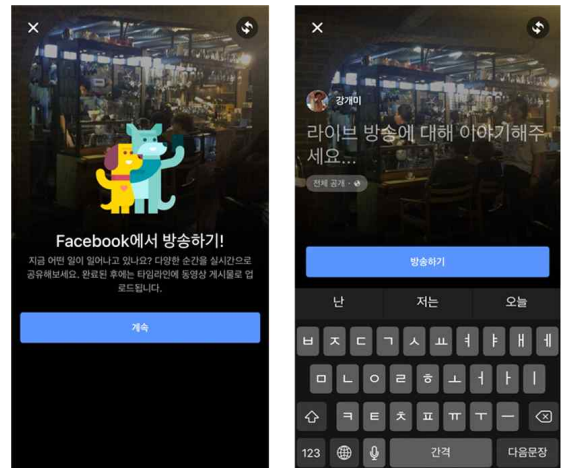 Facebook에서 방송하기!
지금 어떤 일이 일어나고 있나요? 다양한 순간을 실시간으로
공유해보세요. 완료된 후에는 타임라인에 동영상 게시물로 업
로드됩니다.
계속
강개미
라이브 방송에 대해 이야기해주
세요...
전체 공개 ·
방송하기
난 저는 오늘
ㅂ ㅈ ㄷ ㄱ ㅅ ㅛ ㅕ ㅑ ㅐ ㅔ
ㅁ ㄴ ㅇ ㄹ ㅎ ㅗ ㅓ ㅏ ㅣ
ㅋ ㅌ ㅊ ㅍ ㅠ ㅜ ㅡ
123 간격 다음문장